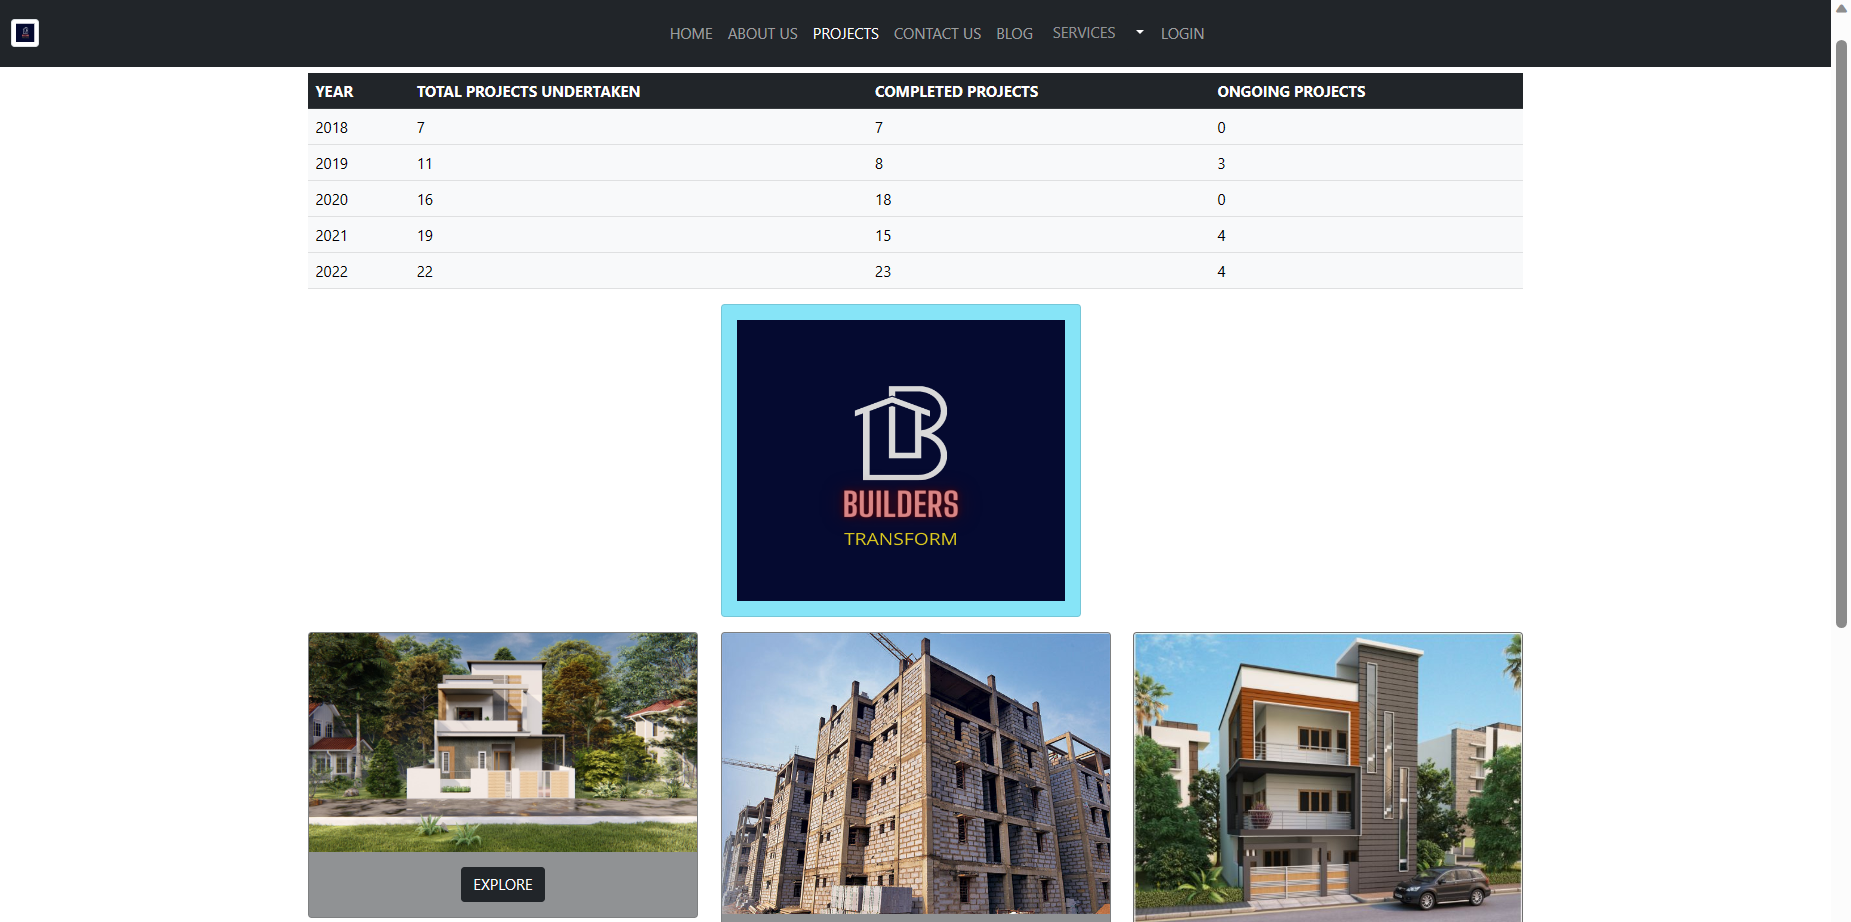 HOME ABOUT US PROJECTS CONTACT US BLOG SERVICES LOGIN
YEAR TOTAL PROJECTS UNDERTAKEN COMPLETED PROJECTS ONGOING PROJECTS
2018 7 7 0
2019 11 8 3
2020 16 18 0
2021 19 15 4
2022 22 23 4
BUILDERS
TRANSFORM
EXPLORE